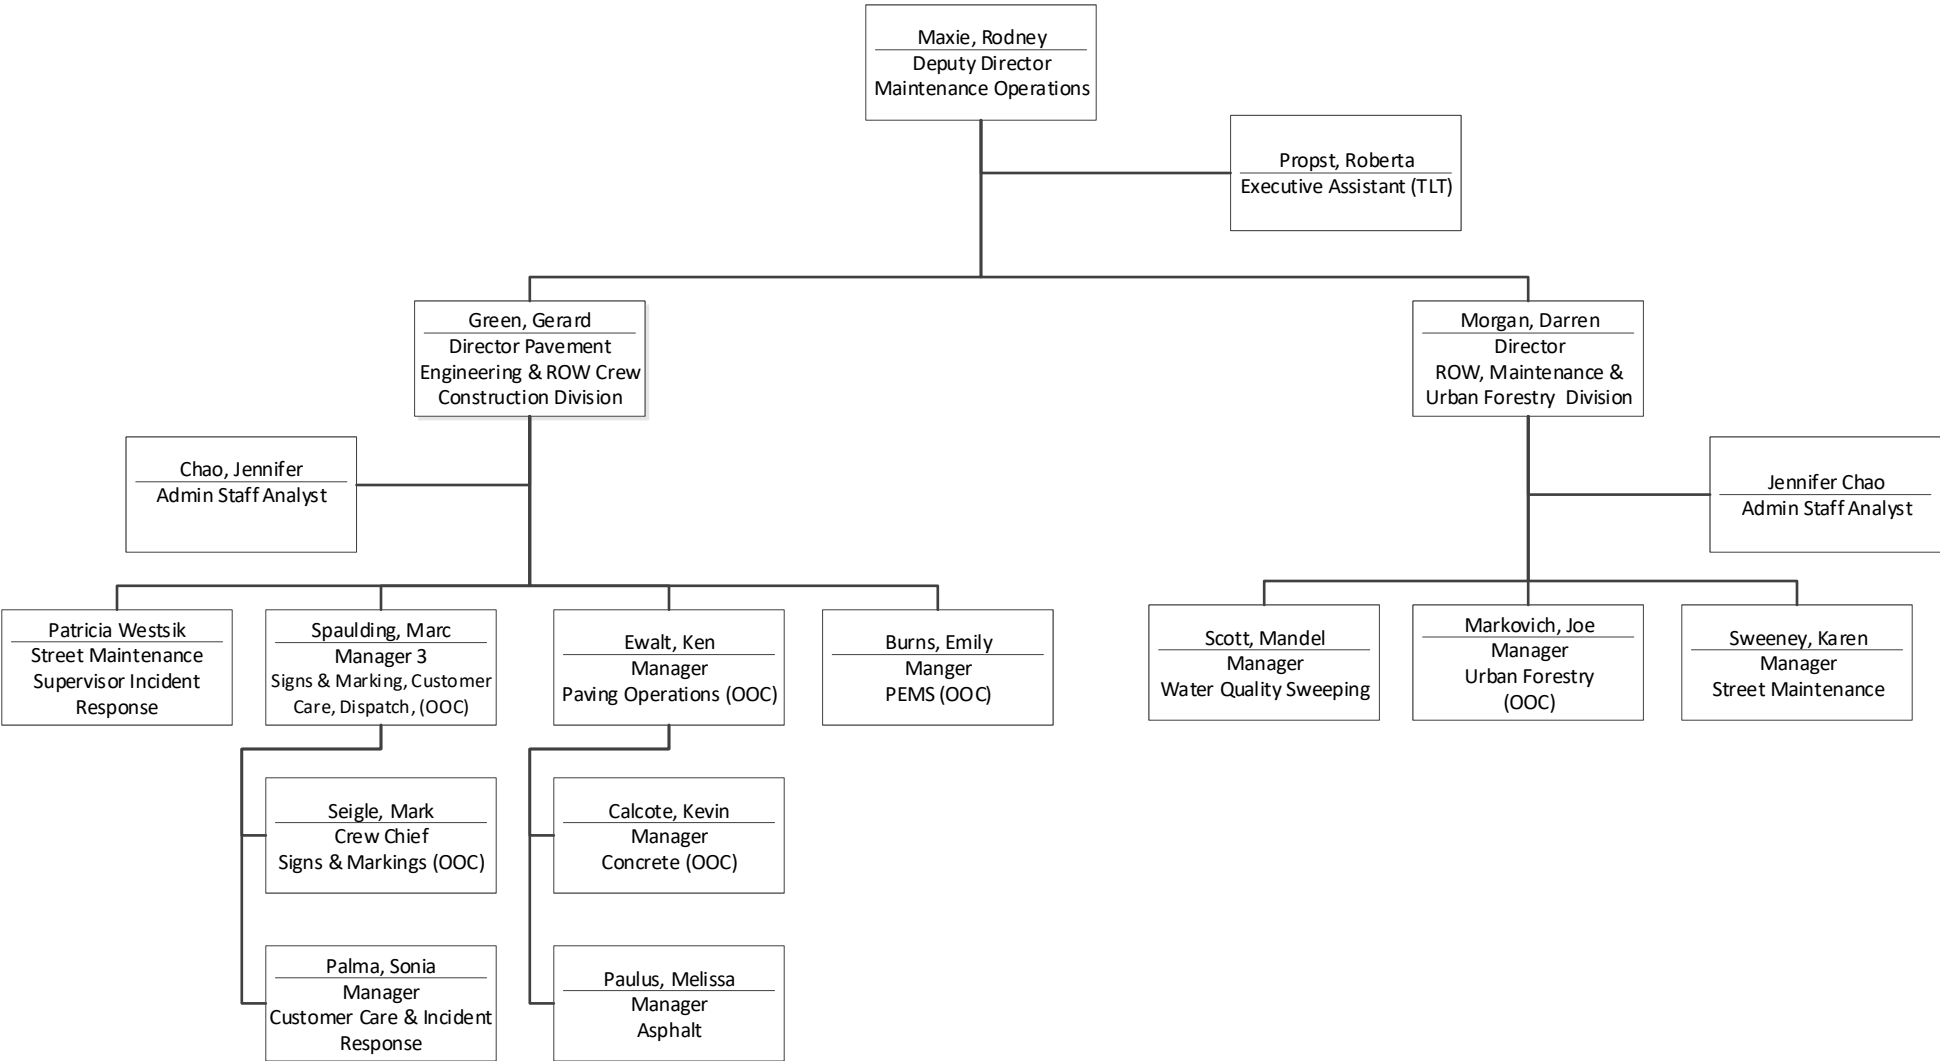 Maxie, Rodney
Deputy Director
Maintenance Operations
Propst, Roberta
Executive Assistant (TLT)
Green, Gerard
Director Pavement
Engineering & ROW Crew
Construction Division
Morgan, Darren
Director
ROW, Maintenance &
Urban Forestry Division
Chao, Jennifer
Admin Staff Analyst
Jennifer Chao
Admin Staff Analyst
Patricia Westsik
Street Maintenance
Supervisor Incident
Response
Spaulding, Marc
Manager 3
Signs & Marking, Customer
Care, Dispatch, (OOC)
Ewalt, Ken
Manager
Paving Operations (OOC)
Burns, Emily
Manger
PEMS (OOC)
Scott, Mandel
Manager
Water Quality Sweeping
Markovich, Joe
Manager
Urban Forestry
(OOC)
Sweeney, Karen
Manager
Street Maintenance
Seigle, Mark
Crew Chief
Signs & Markings (OOC)
Calcote, Kevin
Manager
Concrete (OOC)
Palma, Sonia
Manager
Customer Care & Incident
Response
Paulus, Melissa
Manager
Asphalt